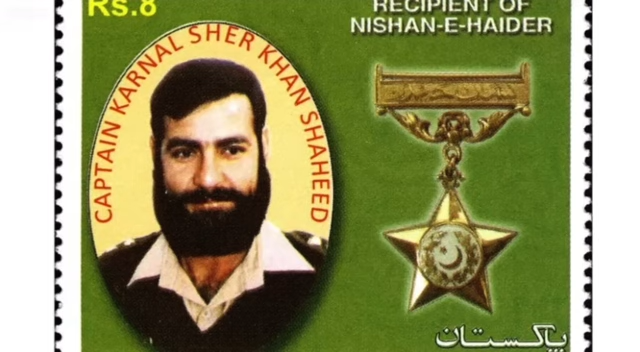 Rs.8
RECIPIENT OF
NISHAN-E-HAIDER
CAPTAIN KARNAL SHER KHAN SHAHEED
پاکستان